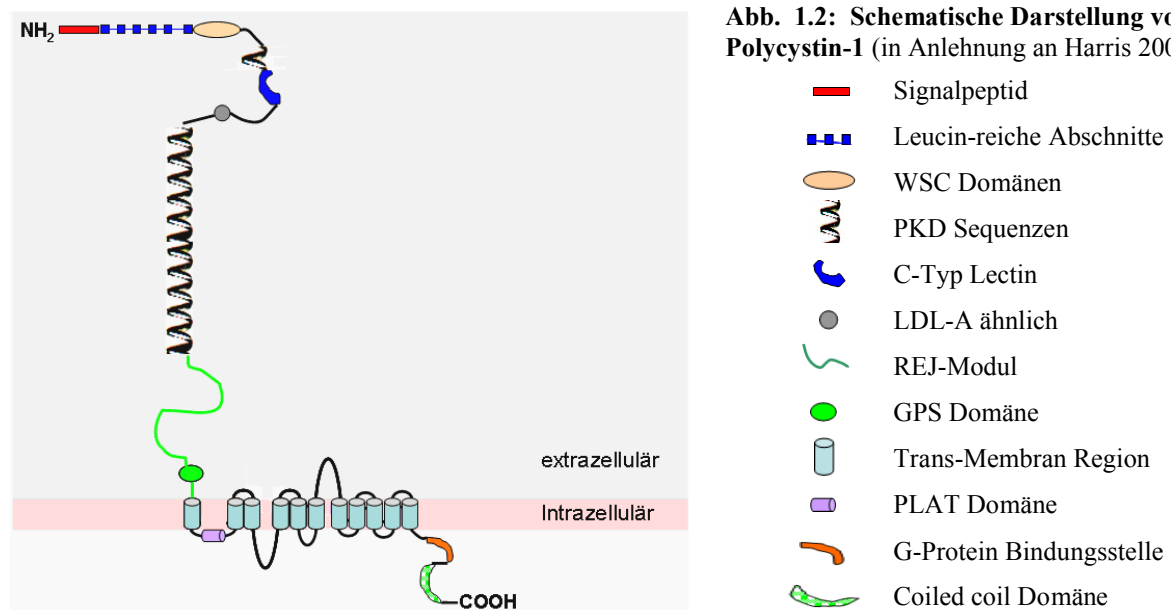 NH2
extrazellulär
Intrazellulär
COOH
Abb. 1.2: Schematische Darstellung
Polycystin-1 (in Anlehnung an Harris
Signalpeptid
Leucin-reiche Abschnitte
WSC Domänen
PKD Sequenzen
C-Typ Lectin
LDL-A ähnlich
REJ-Modul
GPS Domäne
Trans-Membran Region
PLAT Domäne
G-Protein Bindungsstelle
Coiled coil Domäne